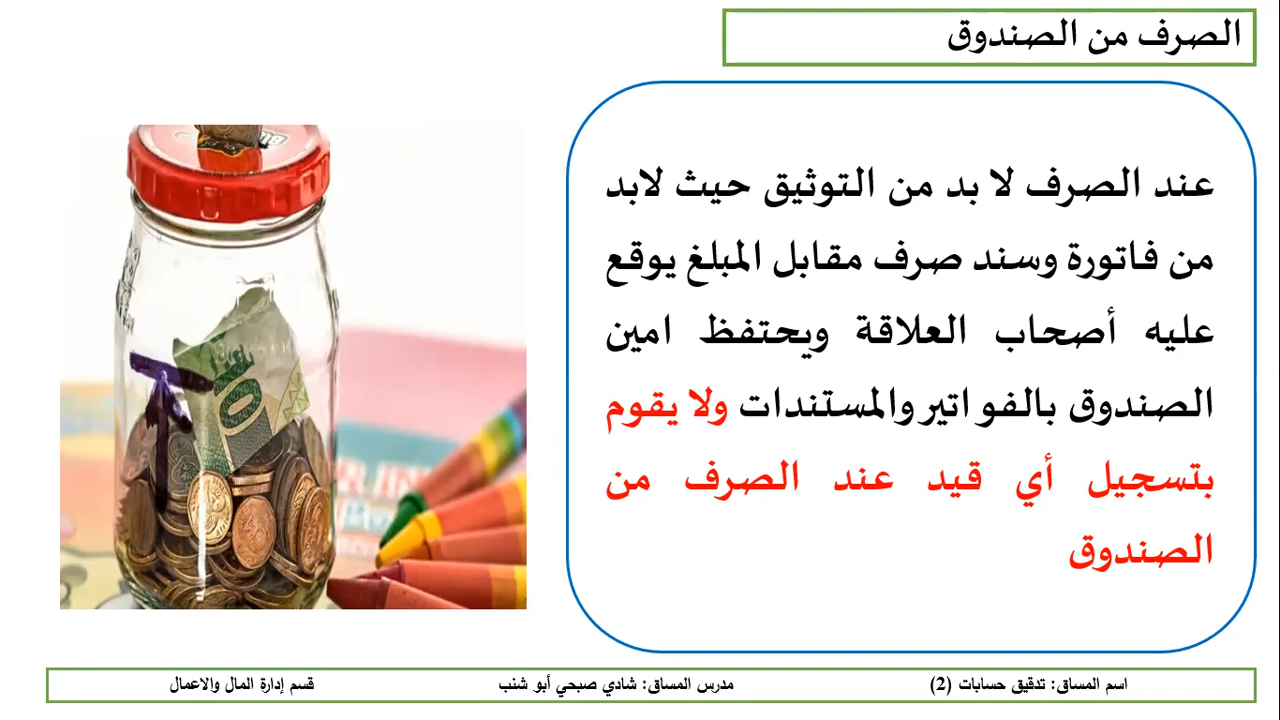 الصرف من الصندوق
عند الصرف لا بد من التوثيق حيث لابد
من فاتورة وسند صرف مقابل المبلغ يوقع
عليه أصحاب العلاقة ويحتفظ امين
الصندوق بالفواتير والمستندات ولا يقوم
بتسجيل أي قيد عند الصرف من
الصندوق
اسم المساق: تدقيق حسابات (2)
مدرس المساق: شادي صبحي أبو شنب
قسم إدارة المال والاعمال